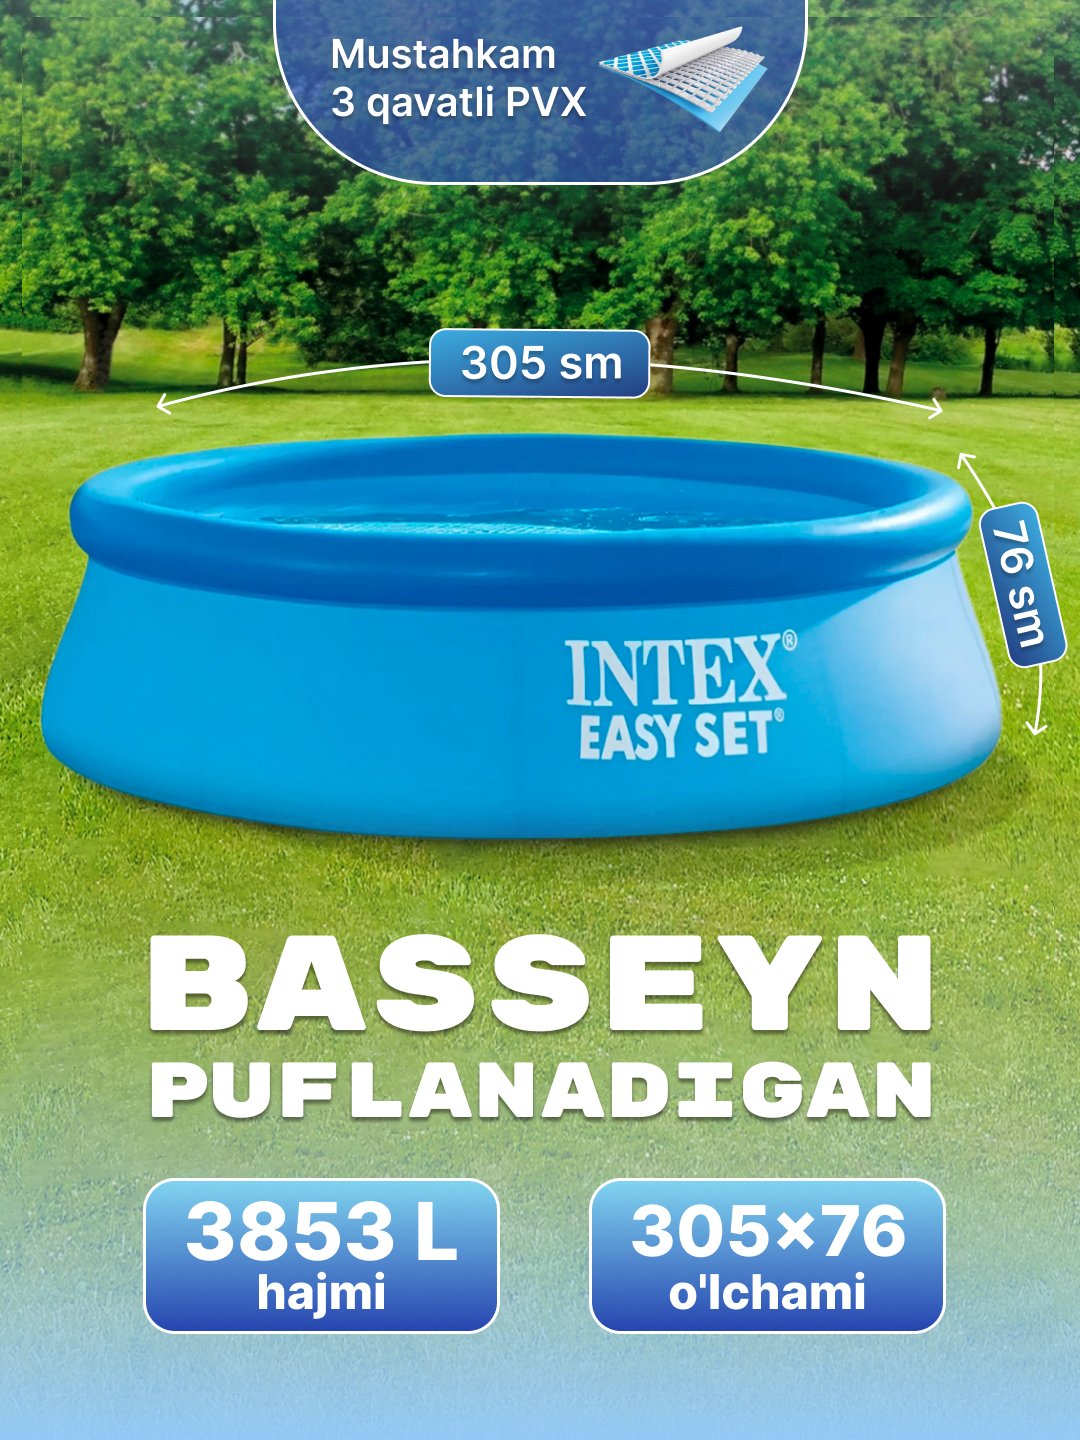 Mustahkam
3 qavatli PVX
305 sm
76 sm
INTEX®
EASY SET®
BASSEYN
PUFLANADIGAN
3853 L
hajmi
305×76
o'lchami